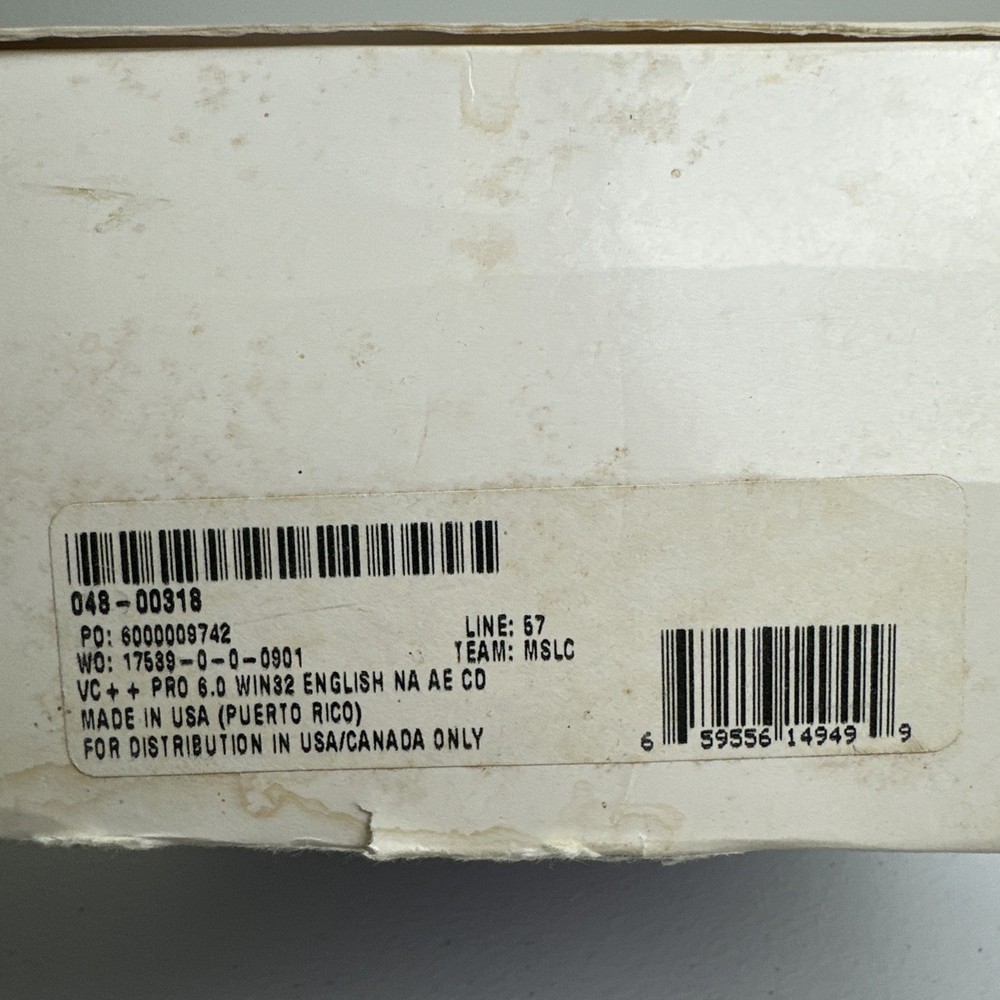 048-00318
PO: 6000009742 LINE: 57
WO: 17539-0-0-0901 TEAM: MSLC
VC++ PRO 6.0 WIN32 ENGLISH NA AE CD
MADE IN USA (PUERTO RICO)
FOR DISTRIBUTION IN USA/CANADA ONLY
6 59556 14949 9